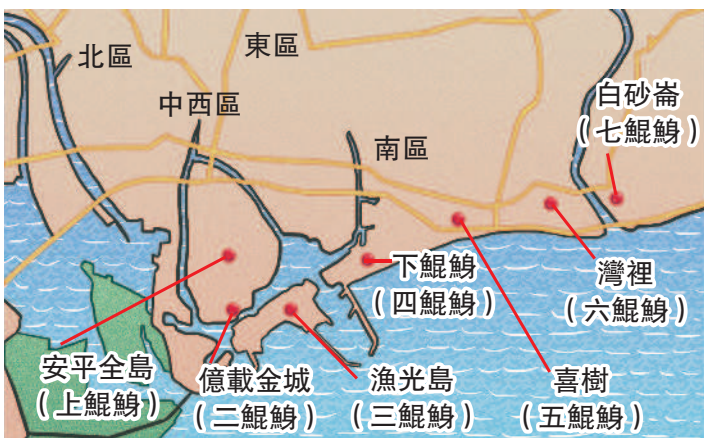 北區
東區
中西區
南區
白砂崙
(七鯤鯓)
下鯤鯓
(四鯤鯓)
灣裡
(六鯤鯓)
安平全島
(上鯤鯓)
億載金城
(二鯤鯓)
漁光島
(三鯤鯓)
喜樹
(五鯤鯓)